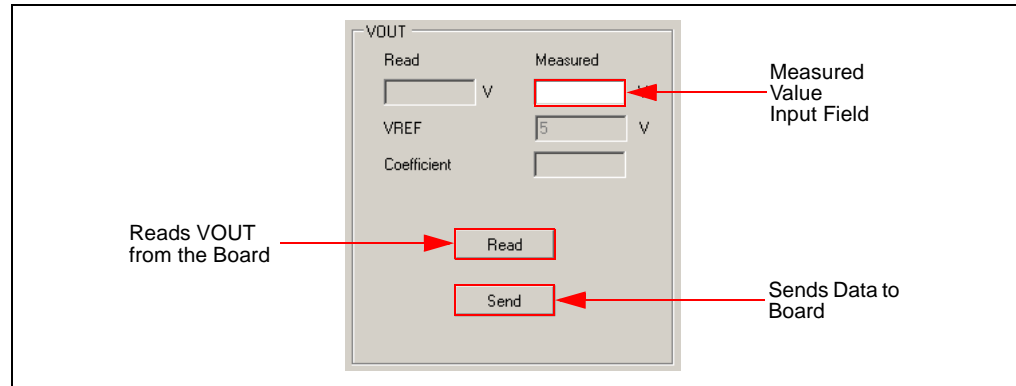 VOUT
Read Measured
V
VREF 5 V
Coefficient
Read
Send
Measured
Value
Input Field
Reads VOUT
from the Board
Sends Data to
Board